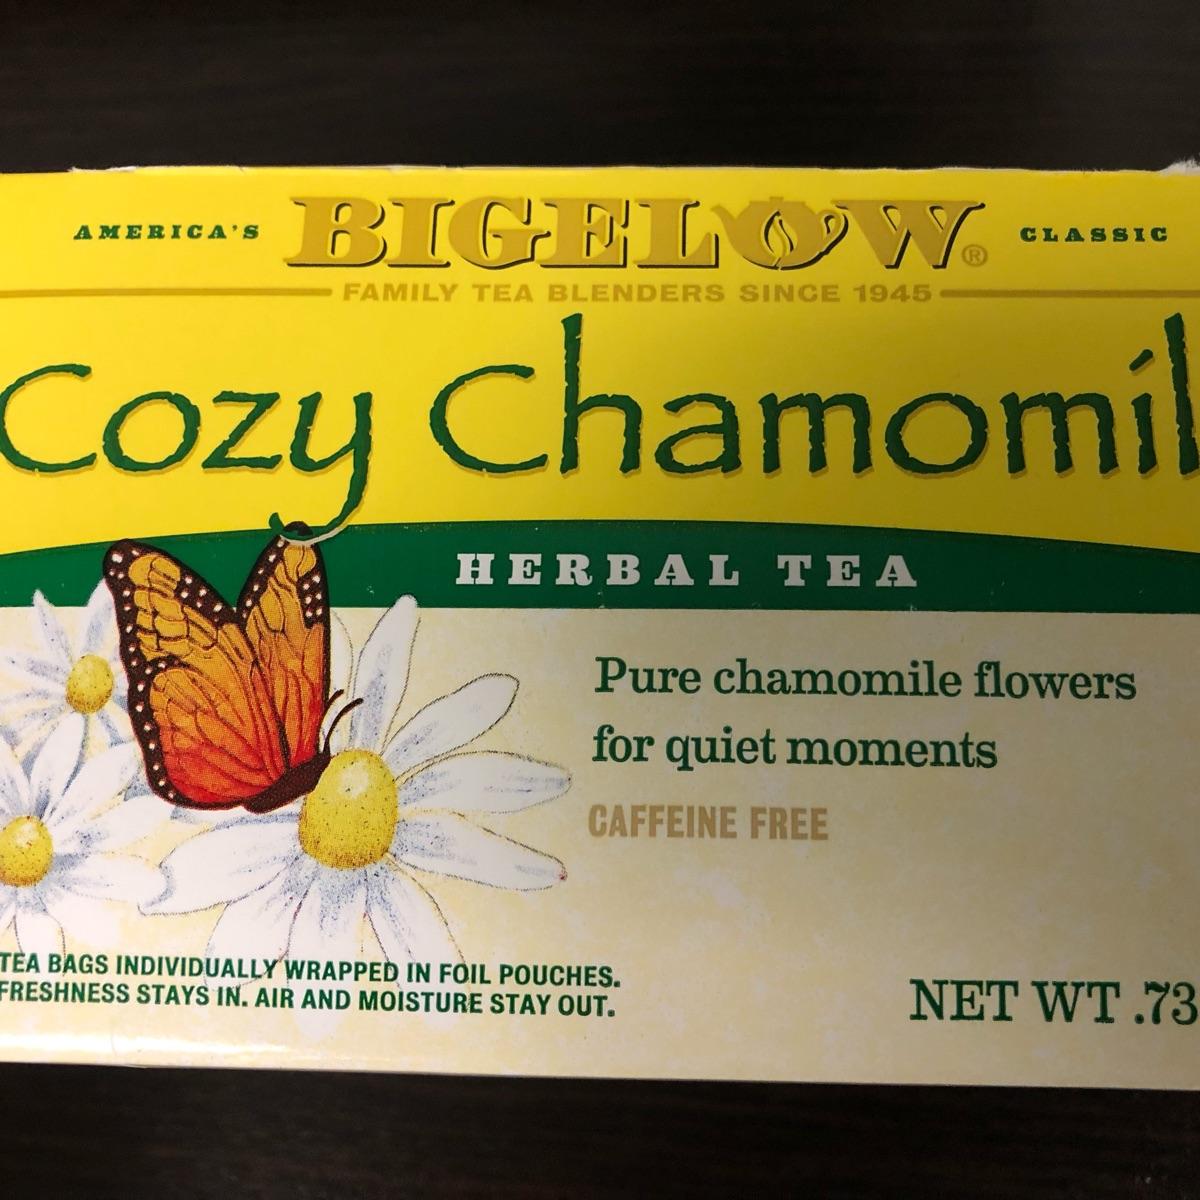 AMERICA'S BIGELOW® CLASSIC
FAMILY TEA BLENDERS SINCE 1945
Cozy Chamomil
HERBAL TEA
Pure chamomile flowers
for quiet moments
CAFFEINE FREE
TEA BAGS INDIVIDUALLY WRAPPED IN FOIL POUCHES.
FRESHNESS STAYS IN. AIR AND MOISTURE STAY OUT.
NET WT .73